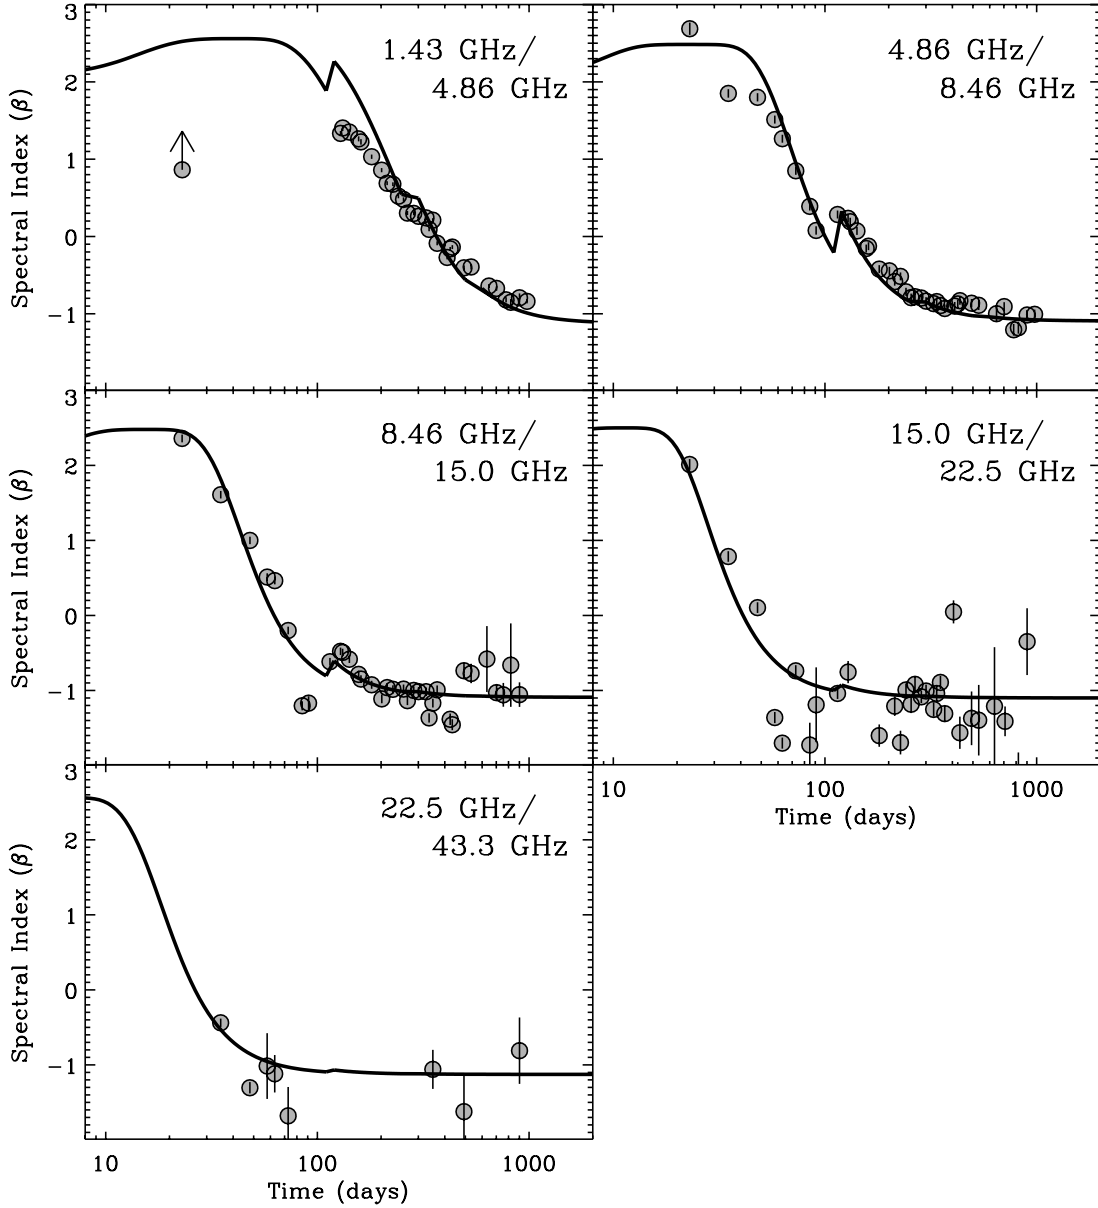 3
2
1
0
−1
Spectral Index (β)
1.43 GHz/
4.86 GHz
4.86 GHz/
8.46 GHz
3
2
1
0
−1
Spectral Index (β)
8.46 GHz/
15.0 GHz
15.0 GHz/
22.5 GHz
10 100 1000
Time (days)
3
2
1
0
−1
Spectral Index (β)
22.5 GHz/
43.3 GHz
10 100 1000
Time (days)